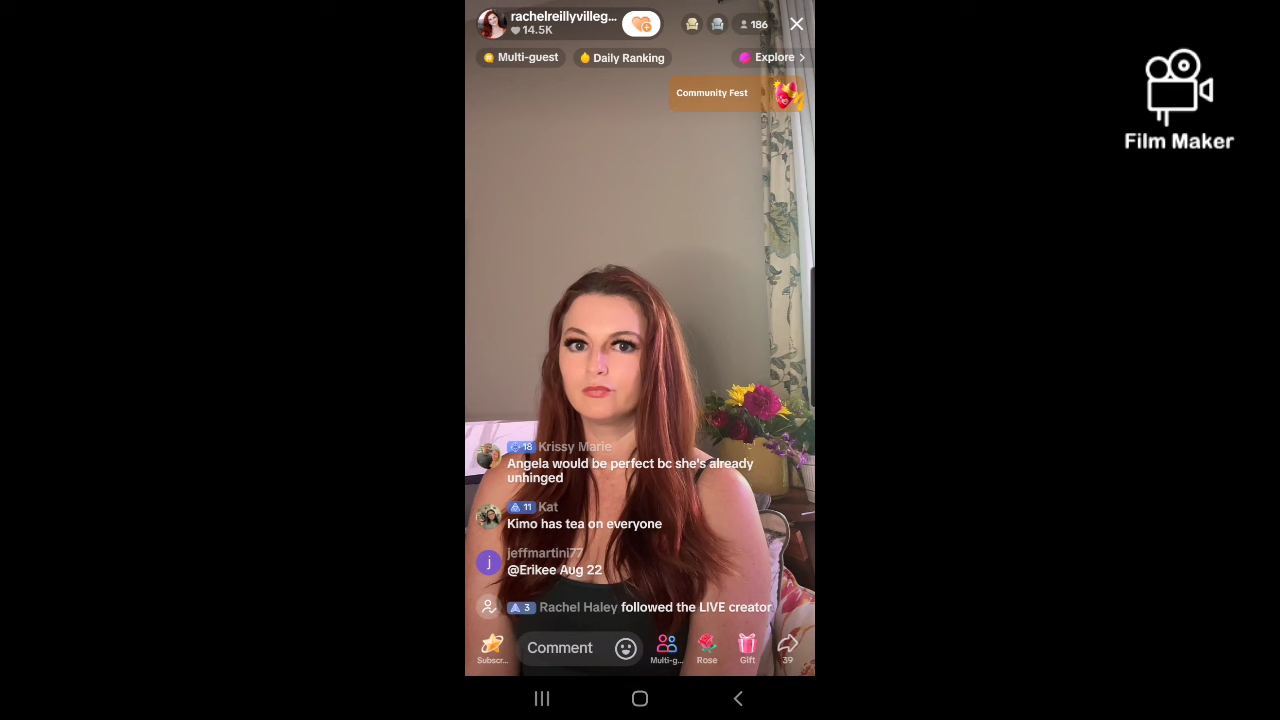 rachelreillyvilleg...
14.5K
186
Multi-guest
Daily Ranking
Explore >
Community Fest
Film Maker
18 Krissy Marie
Angela would be perfect bc she's already
unhinged
11 Kat
Kimo has tea on everyone
j
jeffmartini77
@Erikee Aug 22
3 Rachel Haley followed the LIVE creator
Comment
Subscr...
Multi-g...
Rose
Gift
39